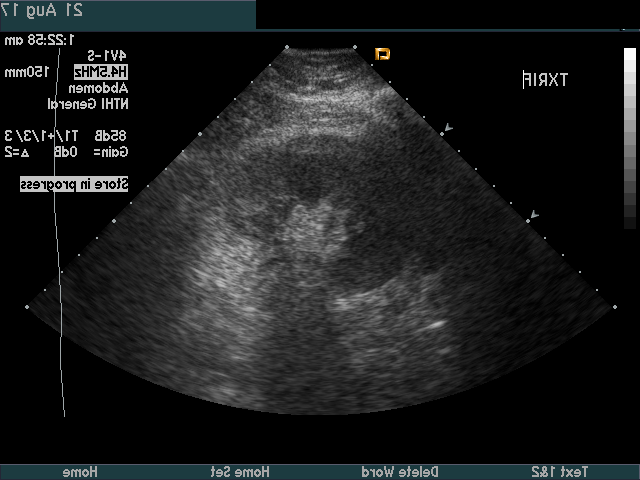 21 Aug 17
1:22:58 am
4V1-S
H4.5MHz 150mm
Abdomen
NTHI General
85dB T1/+1/3/3
Gain= 0dB Δ=2
Store in progress
TXRIF
Home
Home Set
Delete Word
Text 1&2